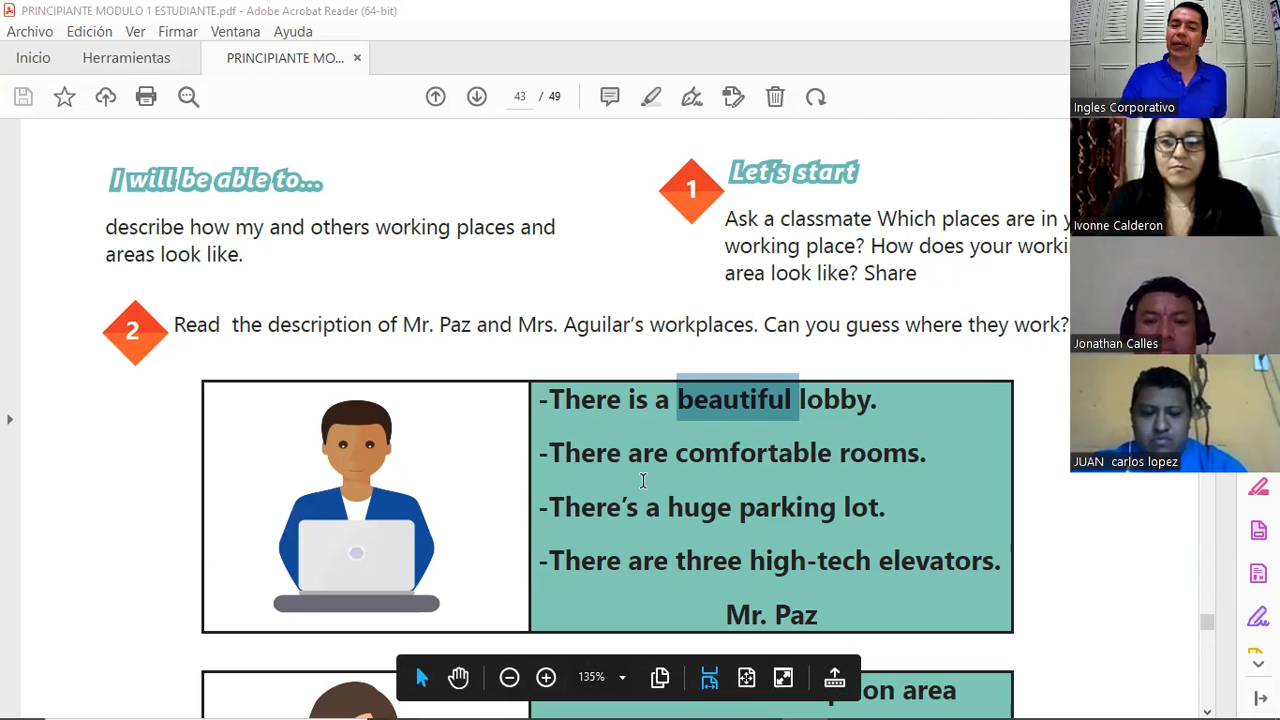 PRINCIPIANTE MODULO 1 ESTUDIANTE.pdf - Adobe Acrobat Reader (64-bit)
Archivo Edición Ver Firmar Ventana Ayuda
Inicio Herramientas PRINCIPIANTE MO... ×
43 / 49
I will be able to...
describe how my and others working places and
areas look like.
1
Let's start
Ask a classmate Which places are in
working place? How does your
area look like? Share
2
Read the description of Mr. Paz and Mrs. Aguilar's workplaces. Can you guess where they work?
-There is a beautiful lobby.
-There are comfortable rooms.
-There's a huge parking lot.
-There are three high-tech elevators.
Mr. Paz
135%
area
Ingles Corporativo
Ivonne Calderon
Jonathan Calles
JUAN carlos lopez